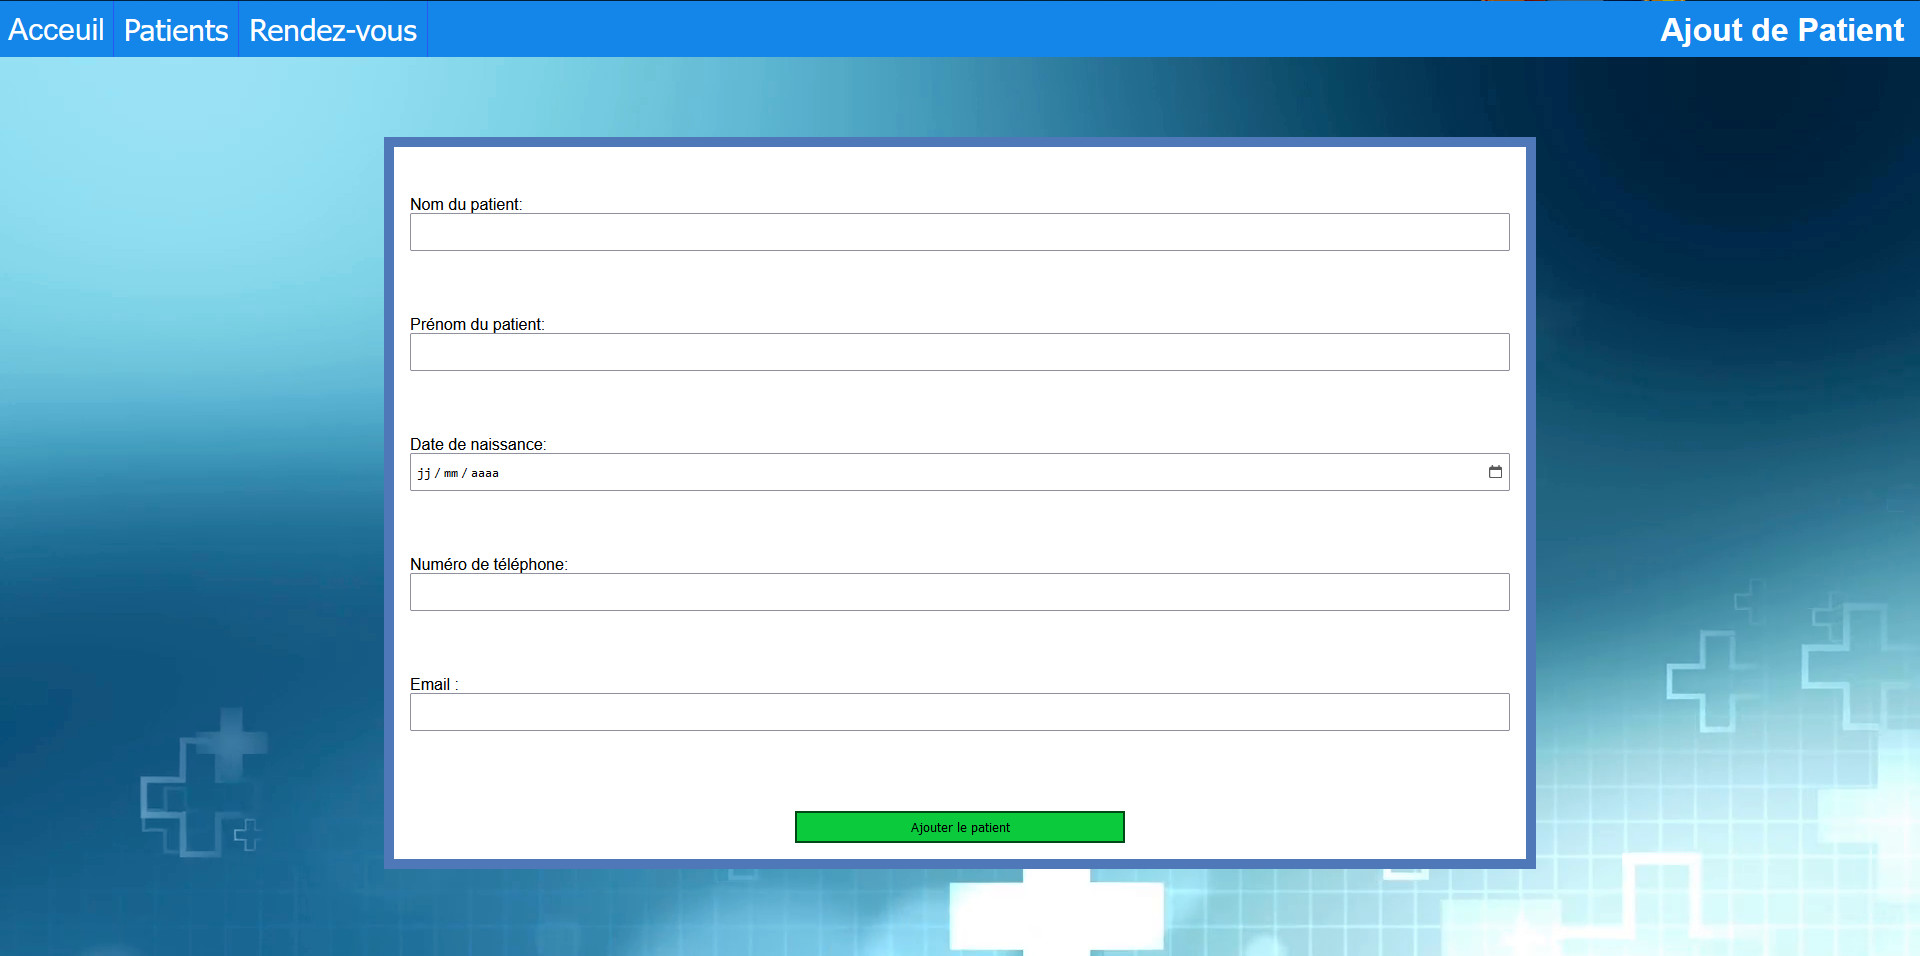 Acceuil Patients Rendez-vous Ajout de Patient
Nom du patient:
Prénom du patient:
Date de naissance:
jj / mm / aaaa
Numéro de téléphone:
Email :
Ajouter le patient